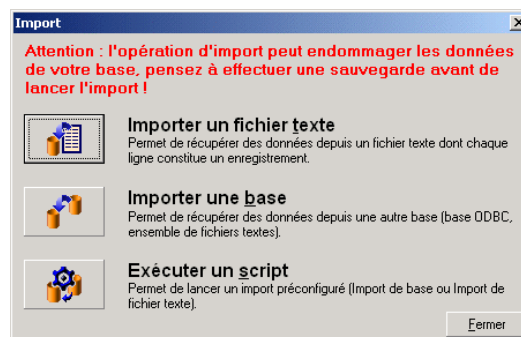 Import
Attention : l'opération d'import peut endommager les données
de votre base, pensez à effectuer une sauvegarde avant de
lancer l'import !
Importer un fichier texte
Permet de récupérer des données depuis un fichier texte dont chaque
ligne constitue un enregistrement.
Importer une base
Permet de récupérer des données depuis une autre base (base ODBC,
ensemble de fichiers textes).
Exécuter un script
Permet de lancer un import préconfiguré (Import de base ou Import de
fichier texte).
Fermer